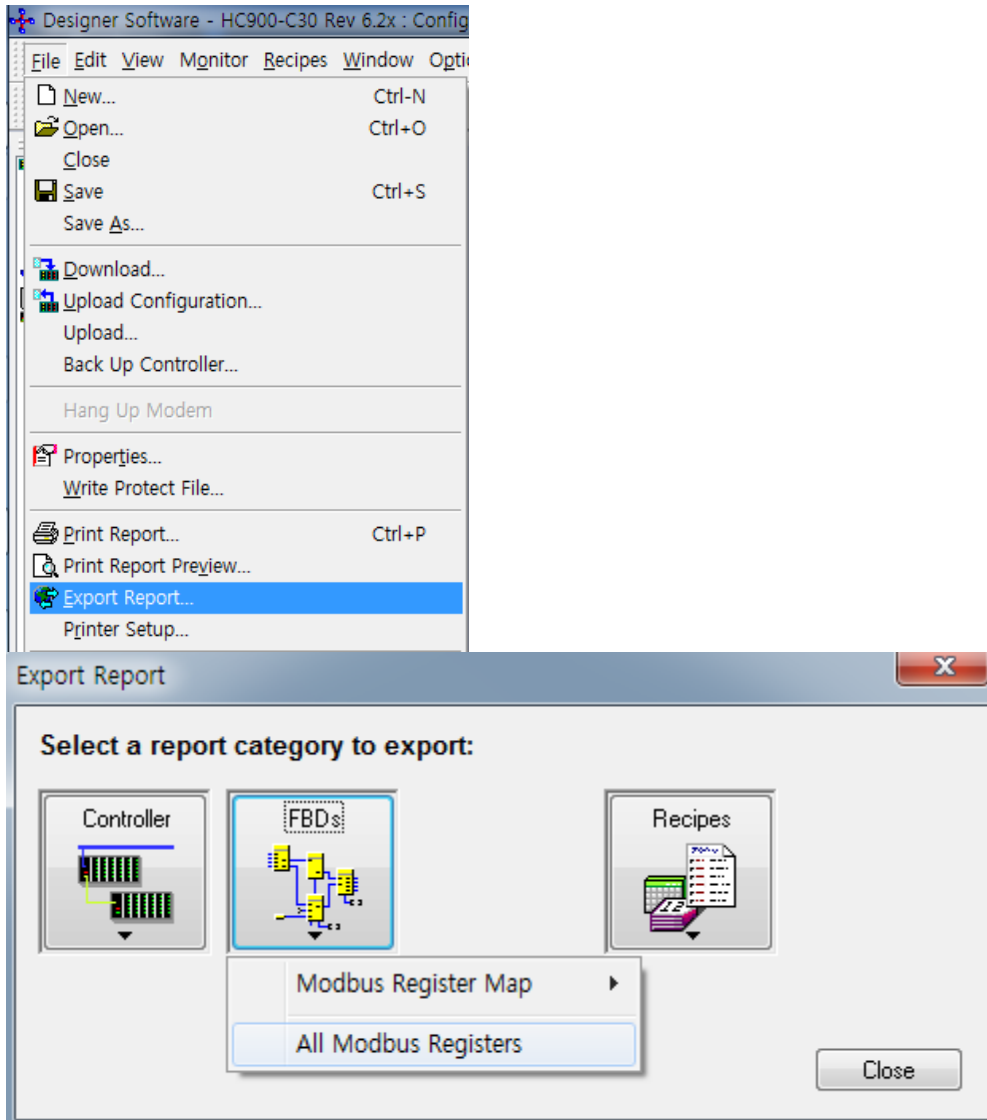 Designer Software - HC900-C30 Rev 6.2x : Config
File Edit View Monitor Recipes Window Opti
New... Ctrl-N
Open... Ctrl+O
Close
Save Ctrl+S
Save As...
Download...
Upload Configuration...
Upload...
Back Up Controller...
Hang Up Modem
Properties...
Write Protect File...
Print Report... Ctrl+P
Print Report Preview...
Export Report...
Printer Setup...
Export Report
Select a report category to export:
Controller FBDs Recipes
Modbus Register Map
All Modbus Registers
Close